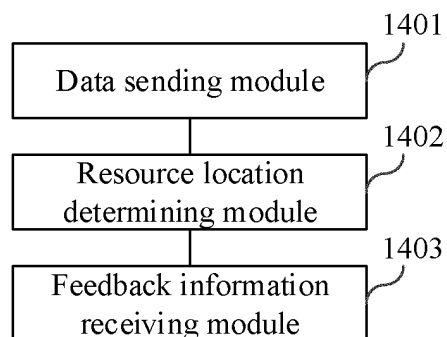 1401
Data sending module
1402
Resource location
determining module
1403
Feedback information
receiving module